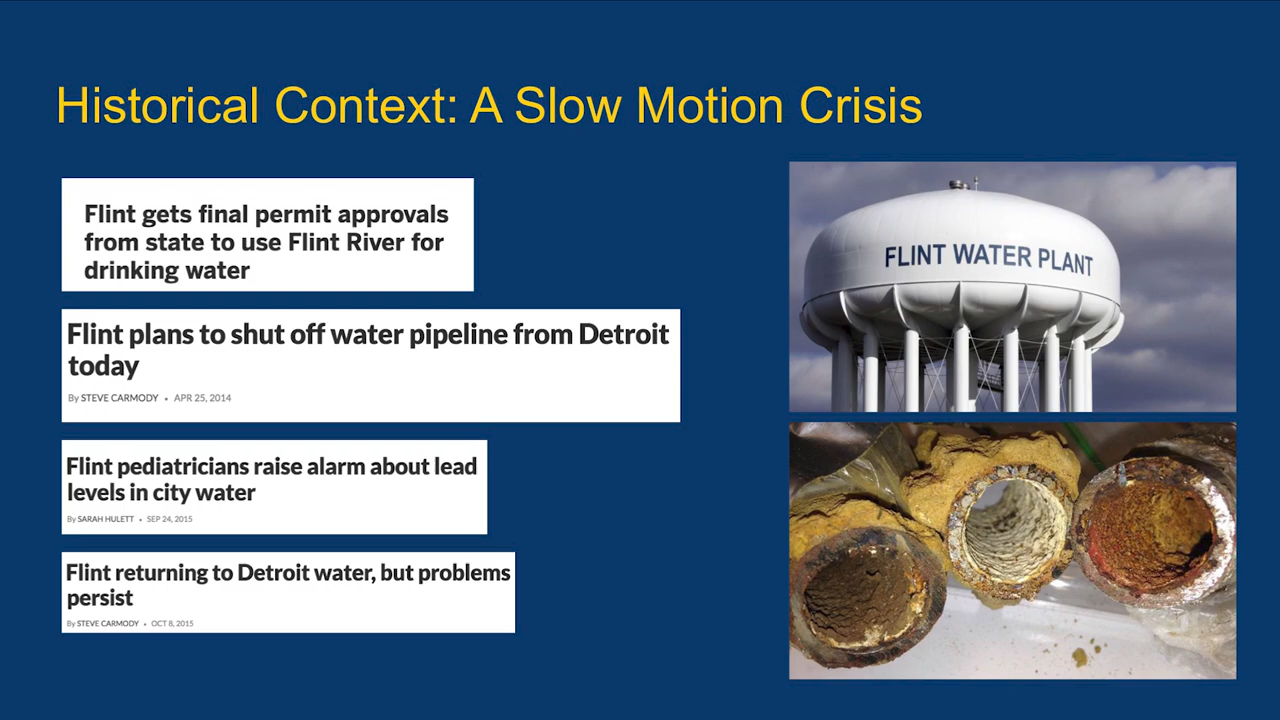 Historical Context: A Slow Motion Crisis
Flint gets final permit approvals
from state to use Flint River for
drinking water
Flint plans to shut off water pipeline from Detroit
today
By STEVE CARMODY • APR 25, 2014
Flint pediatricians raise alarm about lead
levels in city water
By SARAH HULETT • SEP 24, 2015
Flint returning to Detroit water, but problems
persist
By STEVE CARMODY • OCT 8, 2015
FLINT WATER PLANT